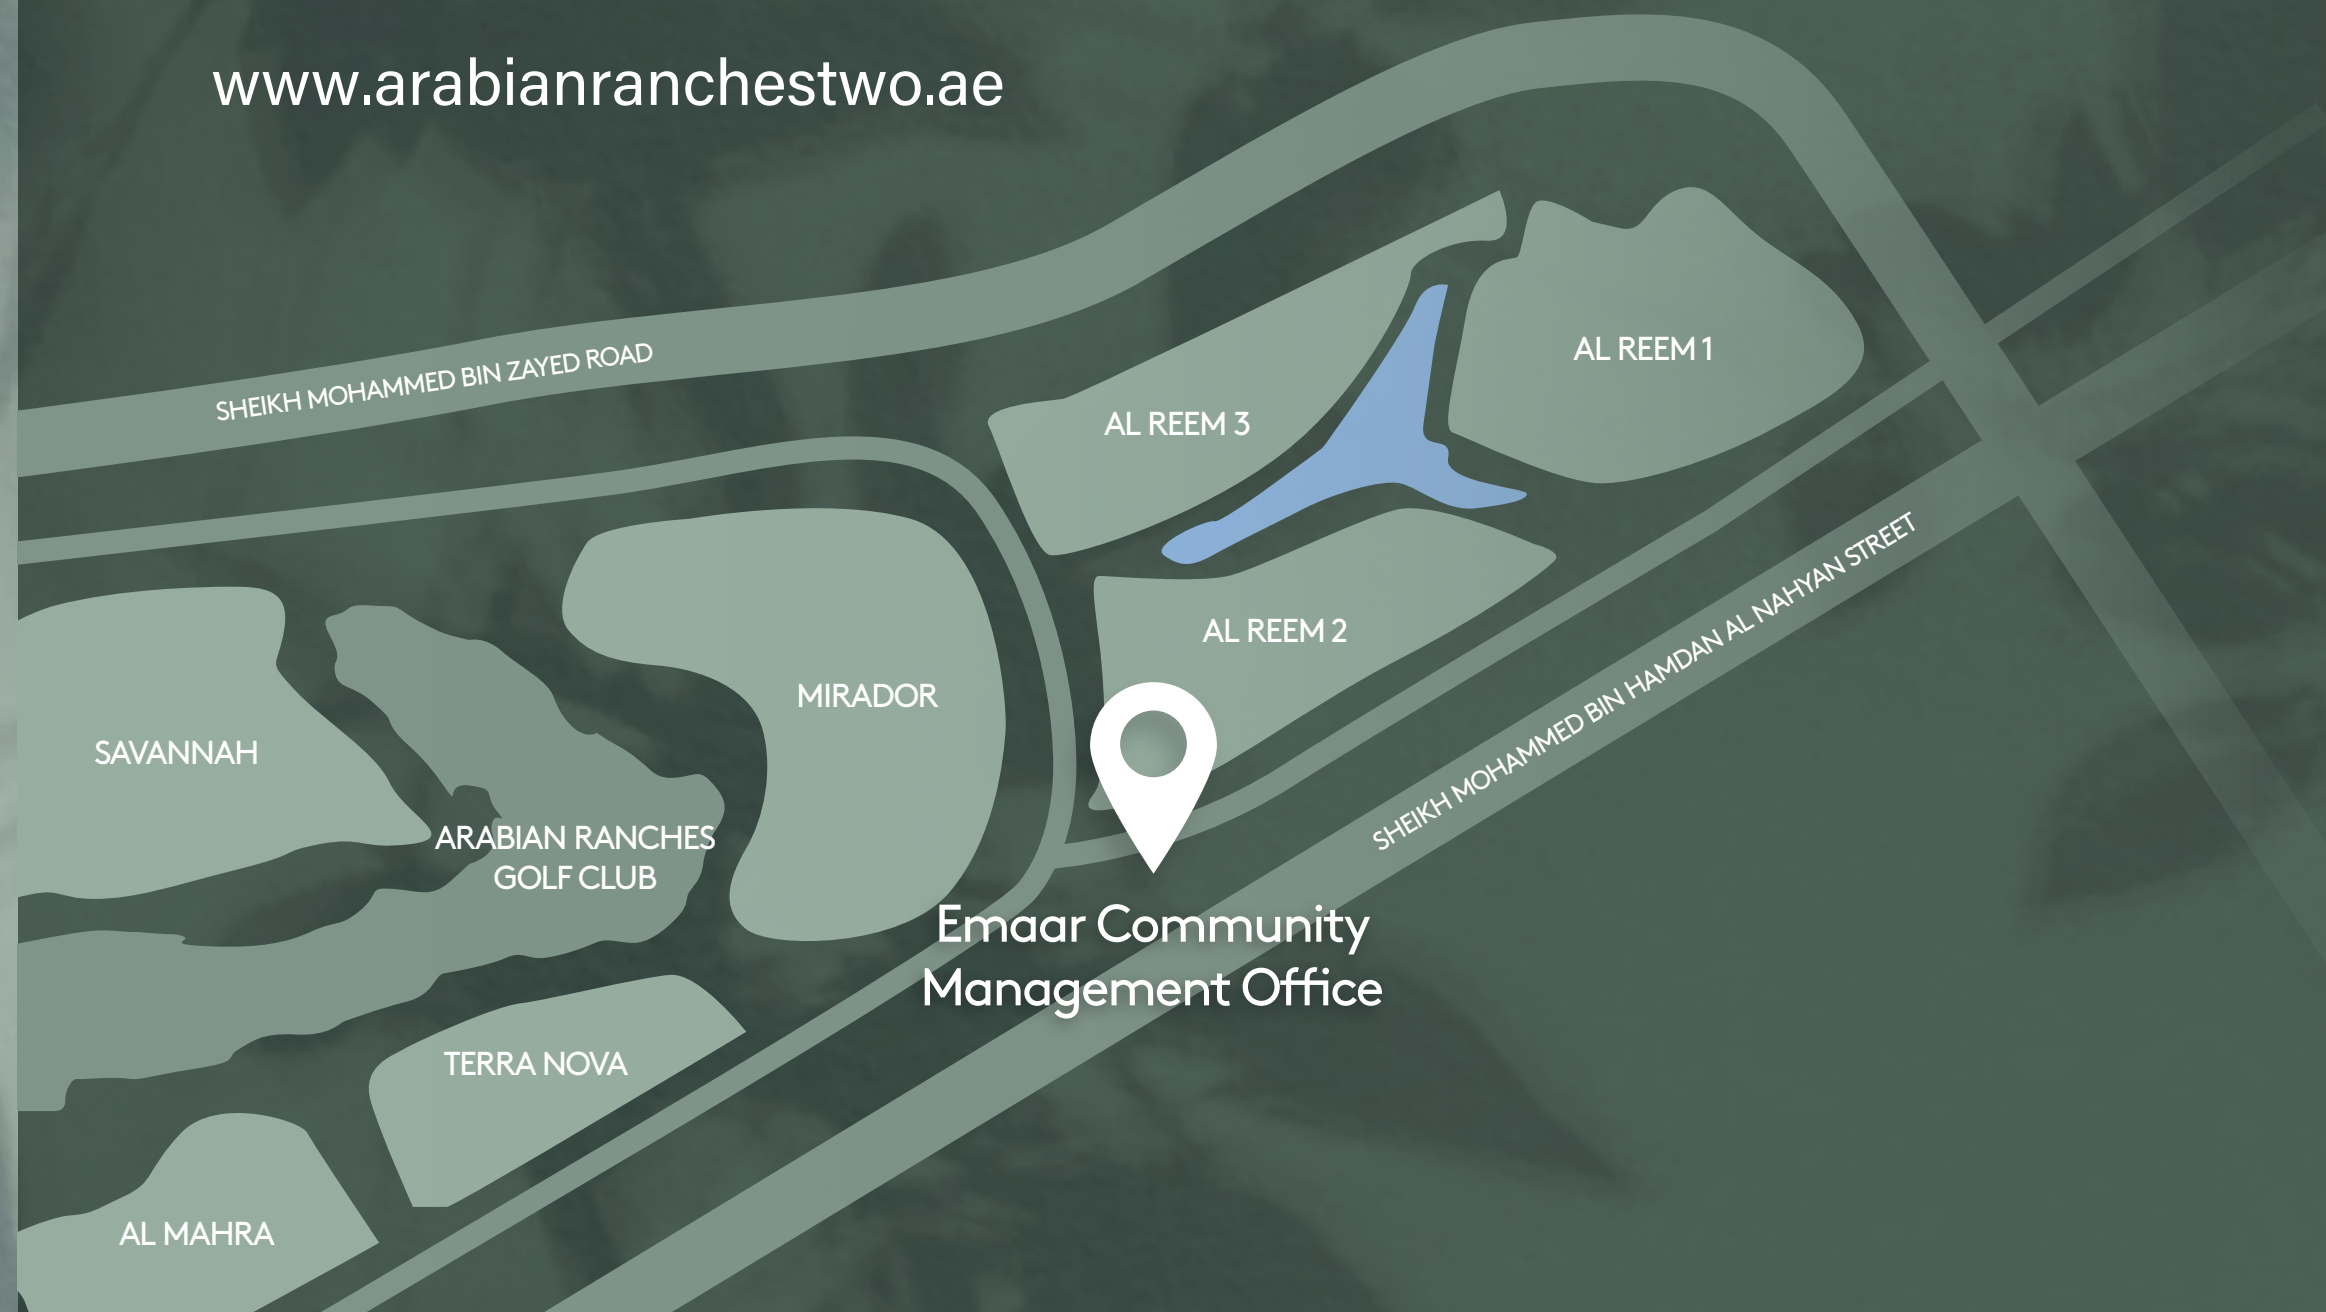 www.arabianranchestwo.ae
SHEIKH MOHAMMED BIN ZAYED ROAD
AL REEM 1
AL REEM 3
AL REEM 2
SHEIKH MOHAMMED BIN HAMDAN AL NAHYAN STREET
MIRADOR
SAVANNAH
ARABIAN RANCHES
GOLF CLUB
Emaar Community
Management Office
TERRA NOVA
AL MAHRA